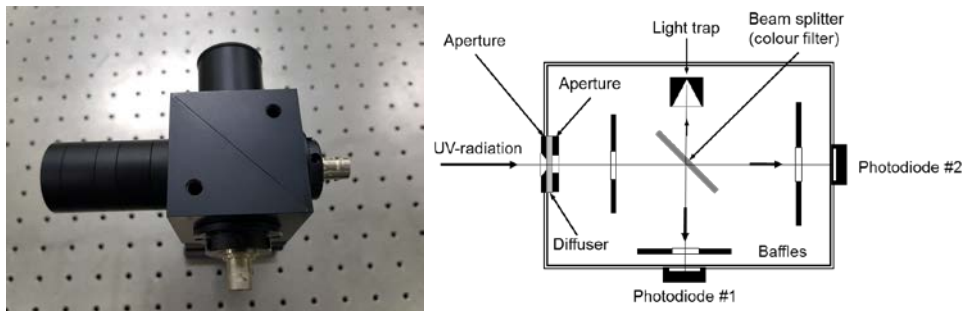 Aperture
Light trap
Beam splitter
(colour filter)
Aperture
UV-radiation
Photodiode #2
Diffuser
Baffles
Photodiode #1